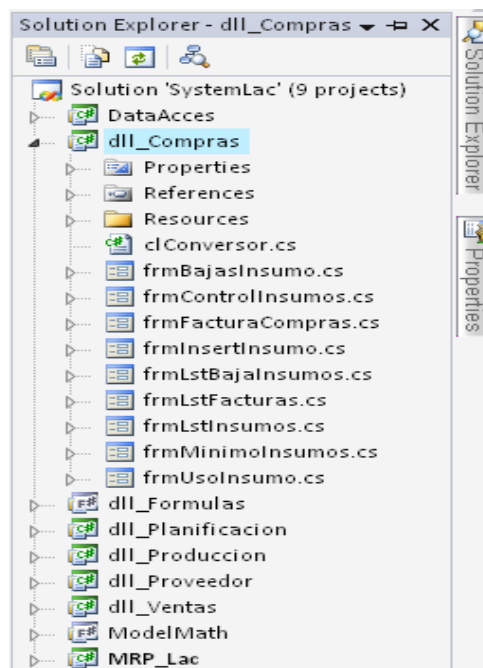 Solution Explorer - dll_Compras
Solution 'SystemLac' (9 projects)
DataAcces
dll_Compras
Properties
References
Resources
clConversor.cs
frmBajasInsumo.cs
frmControlInsumos.cs
frmFacturaCompras.cs
frmInsertInsumo.cs
frmLstBajaInsumos.cs
frmLstFacturas.cs
frmLstInsumos.cs
frmMinimoInsumos.cs
frmUsoInsumo.cs
dll_Formulas
dll_Planificacion
dll_Produccion
dll_Proveedor
dll_Ventas
ModelMath
MRP_Lac
Solution Explorer
Properties